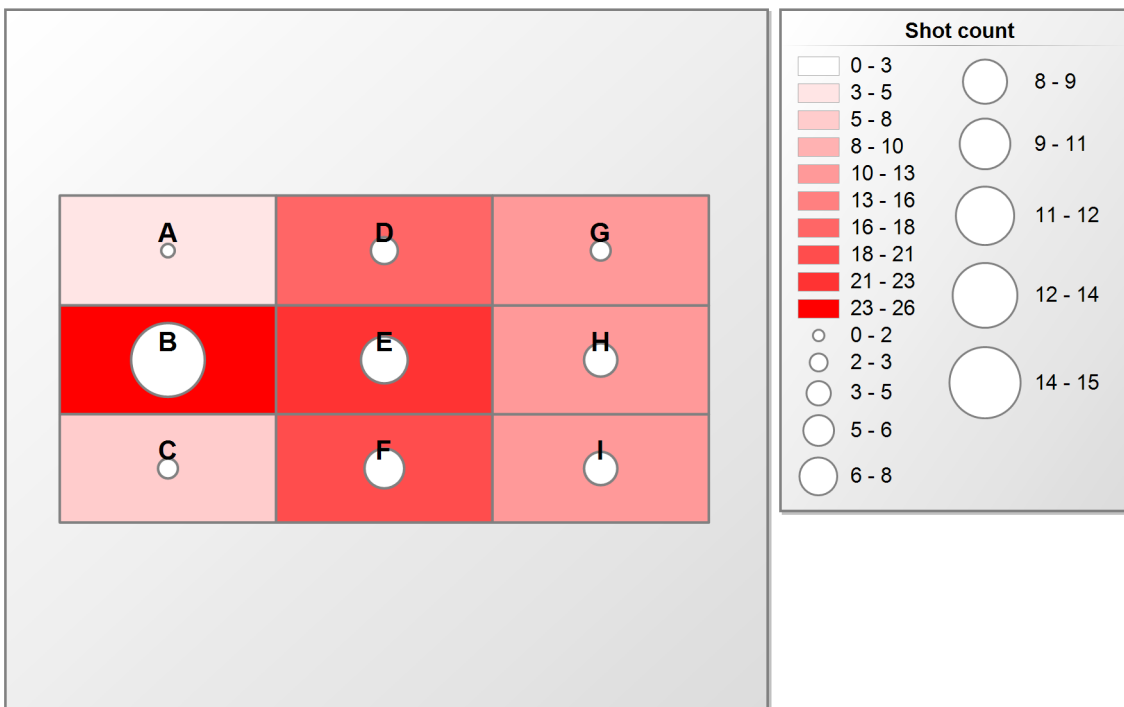 Shot count
0 - 3
3 - 5
5 - 8
8 - 10
10 - 13
13 - 16
16 - 18
18 - 21
21 - 23
23 - 26
0 - 2
2 - 3
3 - 5
5 - 6
6 - 8
8 - 9
9 - 11
11 - 12
12 - 14
14 - 15
A D G
B E H
C F I